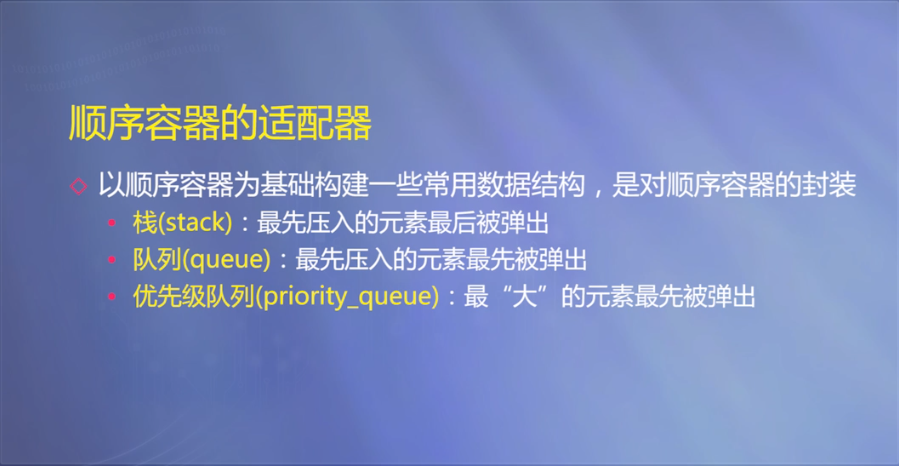 顺序容器的适配器
以顺序容器为基础构建一些常用数据结构，是对顺序容器的封装
栈(stack)：最先压入的元素最后被弹出
队列(queue)：最先压入的元素最先被弹出
优先级队列(priority_queue)：最“大”的元素最先被弹出